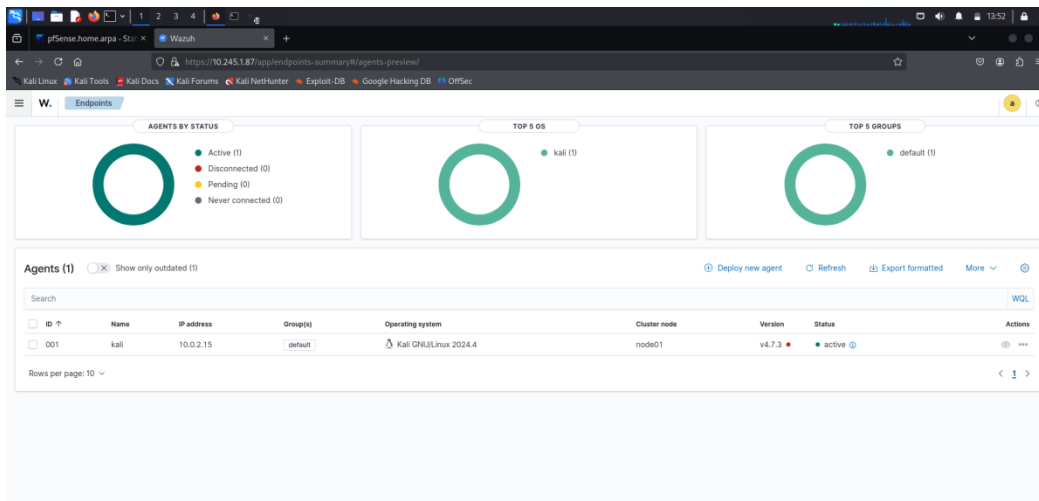 1 2 3 4 13:52
pfSense.home.arpa - Stat × Wazuh × +
https://10.245.1.87/app/endpoints-summary#/agents-preview/
Kali Linux Kali Tools Kali Docs Kali Forums Kali NetHunter Exploit-DB Google Hacking DB OffSec
W. Endpoints a
AGENTS BY STATUS TOP 5 OS TOP 5 GROUPS
Active (1) kali (1) default (1)
Disconnected (0)
Pending (0)
Never connected (0)
Agents (1) Show only outdated (1) Deploy new agent Refresh Export formatted More
Search WQL
ID ↑ Name IP address Group(s) Operating system Cluster node Version Status Actions
001 kali 10.0.2.15 default Kali GNU/Linux 2024.4 node01 v4.7.3 active
Rows per page: 10 < 1 >